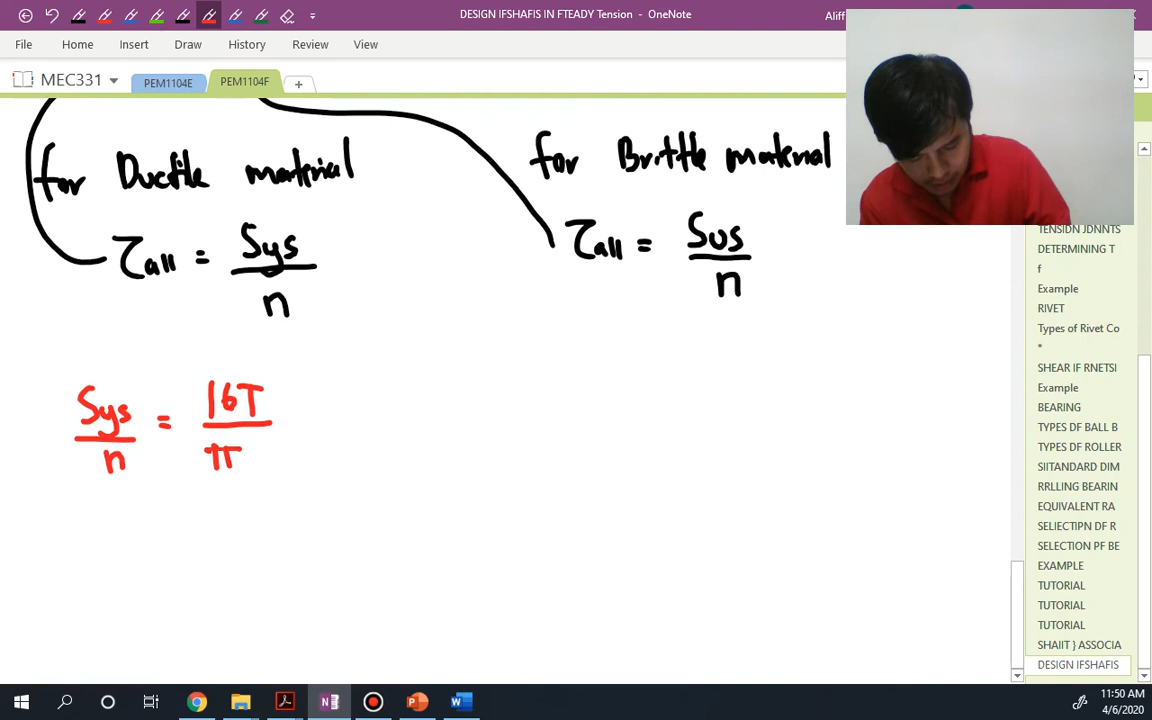 DESIGN IFSHAFIS IN FTEADY Tension - OneNote
Aliff
File Home Insert Draw History Review View
MEC331
PEM1104E
PEM1104F
+
for Ductile material
for Brittle material
τall = Sys / n
τall = Sus / n
Sys / n = 16T / π
TENSIDN JDNNTS
DETERMING T
f
Example
RIVET
Types of Rivet Co
*
SHEAR IF RNETSI
Example
BEARING
TYPES DF BALL B
TYPES DF ROLLER
SIITANDARD DIM
RRLLING BEARIN
EQUIVALENT RA
SELIECTIPN DF R
SELECTION PF BE
EXAMPLE
TUTORIAL
TUTORIAL
TUTORIAL
SHAIIT } ASSOCIA
DESIGN IFSHAFIS
11:50 AM
4/6/2020